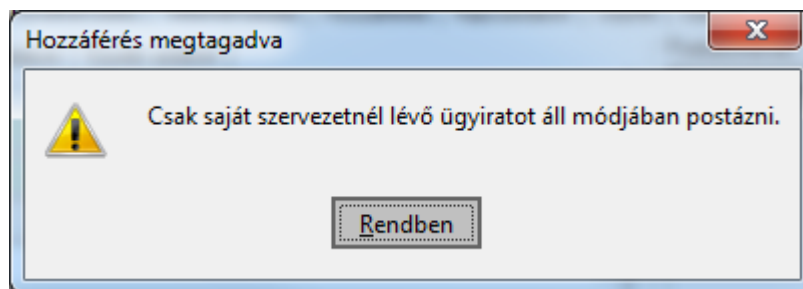 Hozzáférés megtagadva
Csak saját szervezetnél lévő ügyiratot áll módjában postázni.
Rendben